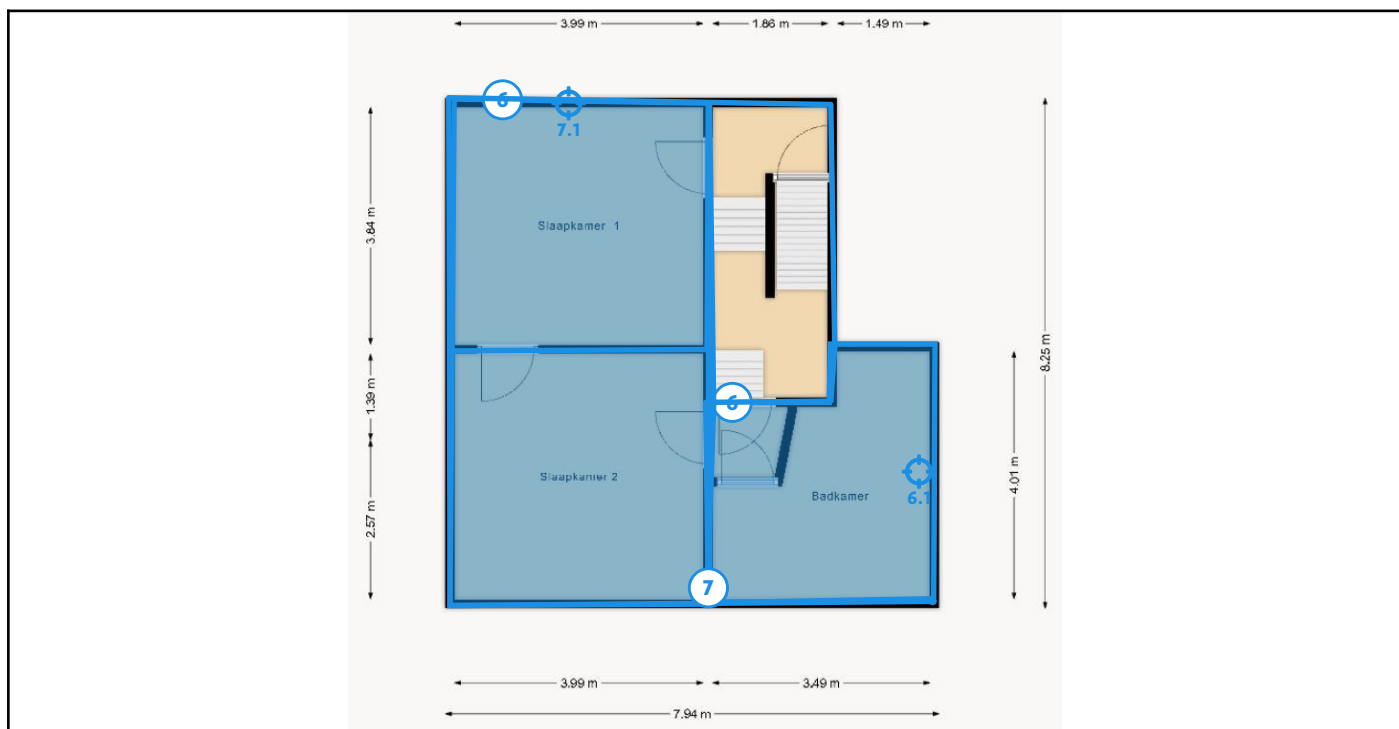 3.99 m 1.86 m 1.49 m
6
7.1
3.84 m
Slaapkamer 1
8.25 m
1.39 m
6
4.01 m
Slaapkamer 2
Badkamer
6.1
2.57 m
7
3.99 m 3.49 m
7.94 m